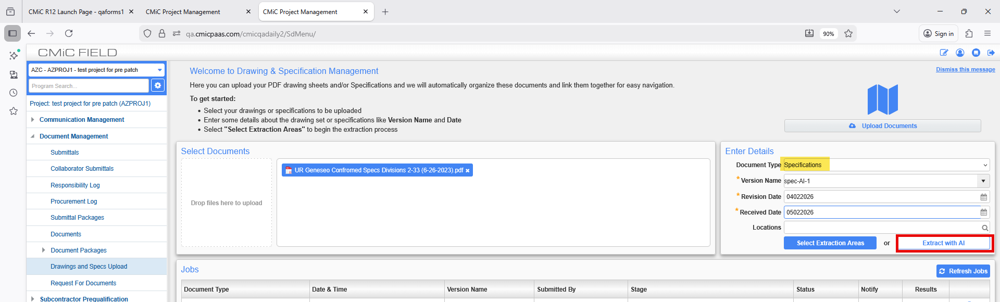 CMiC R12 Launch Page - qaforms1
CMiC Project Management
CMiC Project Management
qa.cmicpaas.com/cmicqadaily2/SdMenu/
90%
Sign in
CMiC FIELD
AZC - AZPROJ1 - test project for pre patch
Program Search...
Project: test project for pre patch (AZPROJ1)
Communication Management
Document Management
Submittals
Collaborator Submittals
Responsibility Log
Procurement Log
Submittal Packages
Documents
Document Packages
Drawings and Specs Upload
Request For Documents
Subcontractor Prequalification
Welcome to Drawing & Specification Management
Dismiss this message
Here you can upload your PDF drawing sheets and/or Specifications and we will automatically organize these documents and link them together for easy navigation.
To get started:
Select your drawings or specifications to be uploaded
Enter some details about the drawing set or specifications like Version Name and Date
Select "Select Extraction Areas" to begin the extraction process
Upload Documents
Select Documents
Drop files here to upload
UR Geneseo Confromed Specs Divisions 2-33 (6-26-2023).pdf
Enter Details
Document Type Specifications
* Version Name spec-AI-1
* Revision Date 04022026
* Received Date 05022026
Locations
Select Extraction Areas or Extract with AI
Jobs
Refresh Jobs
Document Type Date & Time Version Name Submitted By Stage Status Notify Results